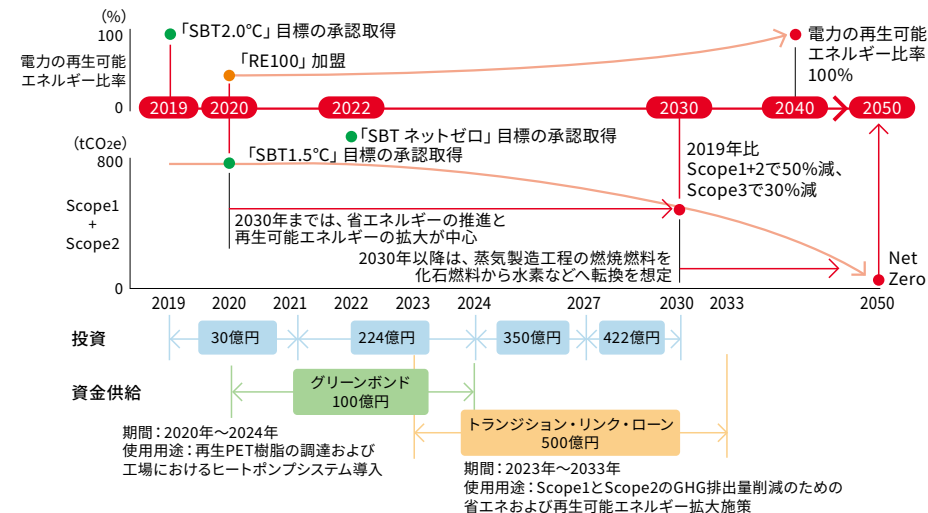 (%)
100
電力の再生可能
エネルギー比率
0
「SBT2.0℃」目標の承認取得
「RE100」加盟
電力の再生可能
エネルギー比率
100%
2019
2020
2022
2030
2040
2050
(tCO2e)
800
Scope1
+
Scope2
0
「SBT ネットゼロ」目標の承認取得
「SBT1.5℃」目標の承認取得
2019年比
Scope1+2で50%減、
Scope3で30%減
2030年までは、省エネルギーの推進と
再生可能エネルギーの拡大が中心
2030年以降は、蒸気製造工程の燃焼燃料を
化石燃料から水素などへ転換を想定
Net
Zero
2019
2020
2021
2022
2023
2024
2027
2030
2033
2050
投資
30億円
224億円
350億円
422億円
資金供給
グリーンボンド
100億円
トランジション・リンク・ローン
500億円
期間：2020年〜2024年
使用用途：再生PET樹脂の調達および
工場におけるヒートポンプシステム導入
期間：2023年〜2033年
使用用途：Scope1とScope2のGHG排出量削減のための
省エネおよび再生可能エネルギー拡大施策